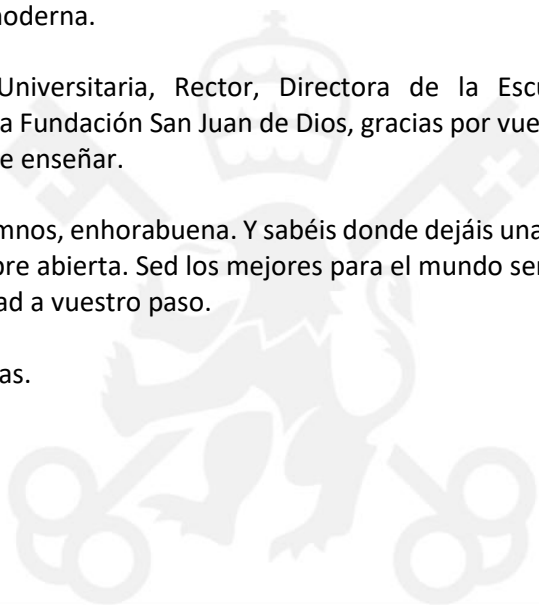 moderna.
Universitaria, Rector, Directora de la Escu
a Fundación San Juan de Dios, gracias por vue
e enseñar.
mnos, enhorabuena. Y sabéis donde dejáis una
bre abierta. Sed los mejores para el mundo ser
ad a vuestro paso.
as.